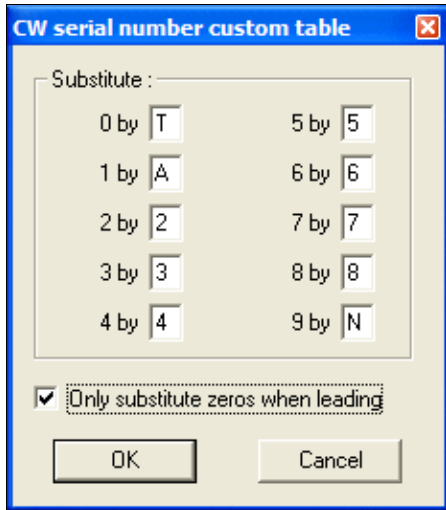 CW serial number custom table
Substitute :
0 by T 5 by 5
1 by A 6 by 6
2 by 2 7 by 7
3 by 3 8 by 8
4 by 4 9 by N
Only substitute zeros when leading
OK Cancel